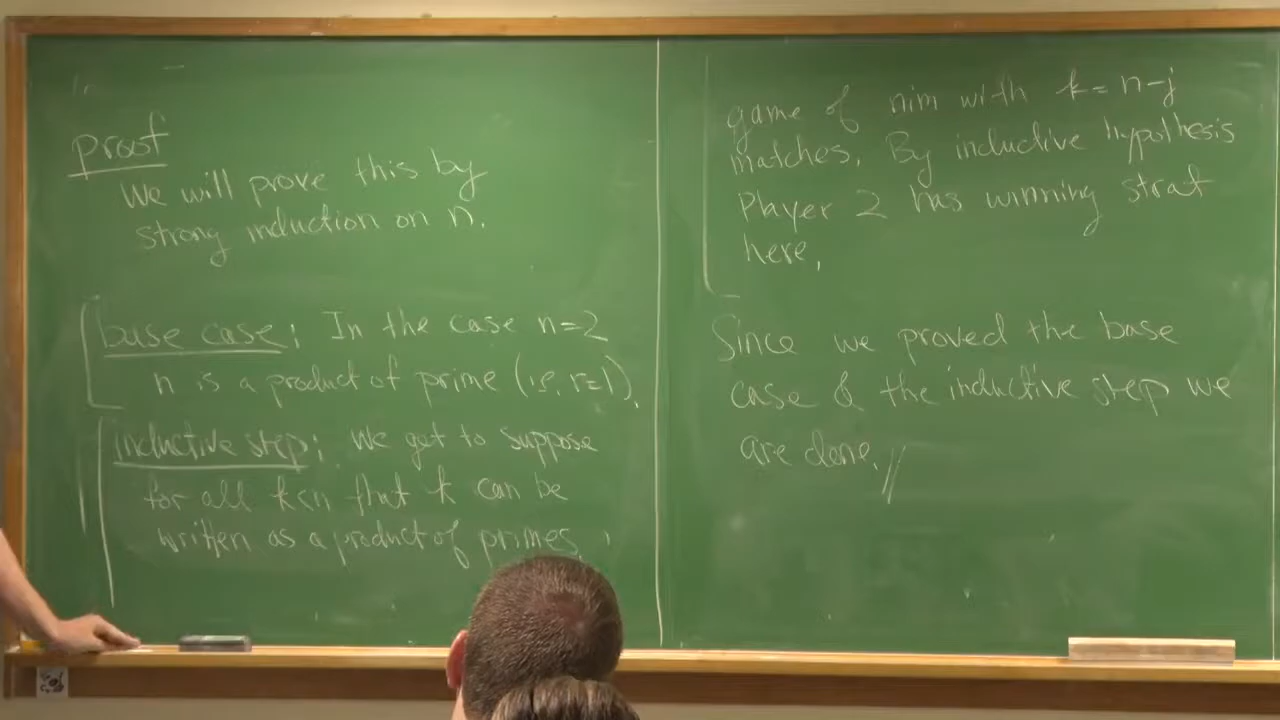 Proof
We will prove this by
strong induction on n.
base case: In the case n=2
n is a product of prime (ie, r=1).
inductive step: We get to suppose
for all k<n that k can be
written as a product of primes.
game of nim with k = n-j
matches. By inductive hypothesis
Player 2 has winning strat
here.
Since we proved the base
case & the inductive step we
are done. //